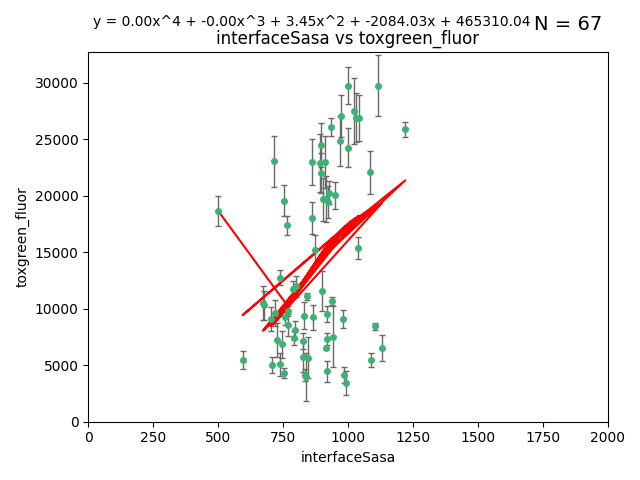 y = 0.00x^4 + -0.00x^3 + 3.45x^2 + -2084.03x + 465310.04 N = 67
interfaceSasa vs toxgreen_fluor
30000
25000
20000
15000
10000
5000
0
toxgreen_fluor
0 250 500 750 1000 1250 1500 1750 2000
interfaceSasa